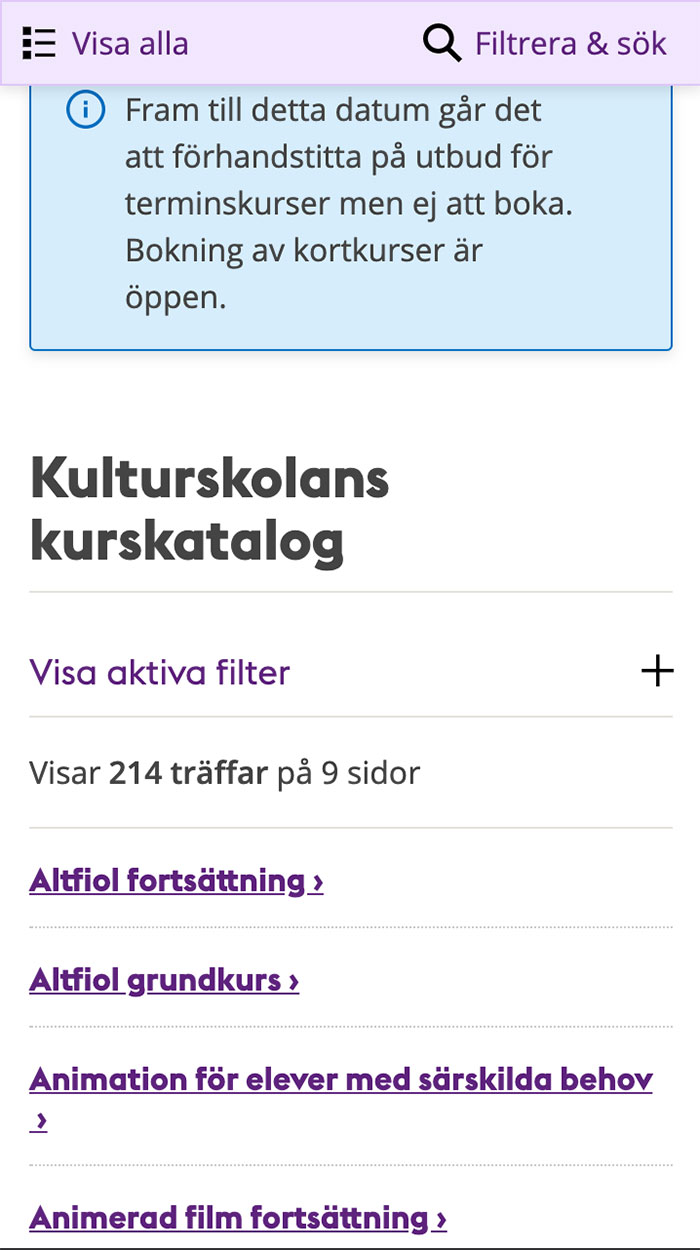 Visa alla
Filtrera & sök
Fram till detta datum går det
att förhandstitta på utbud för
terminskurser men ej att boka.
Bokning av kortkurser är
öppen.
Kulturskolans
kurskatalog
Visa aktiva filter
Visar 214 träffar på 9 sidor
Altfiol fortsättning ›
Altfiol grundkurs ›
Animation för elever med särskilda behov
›
Animerad film fortsättning ›